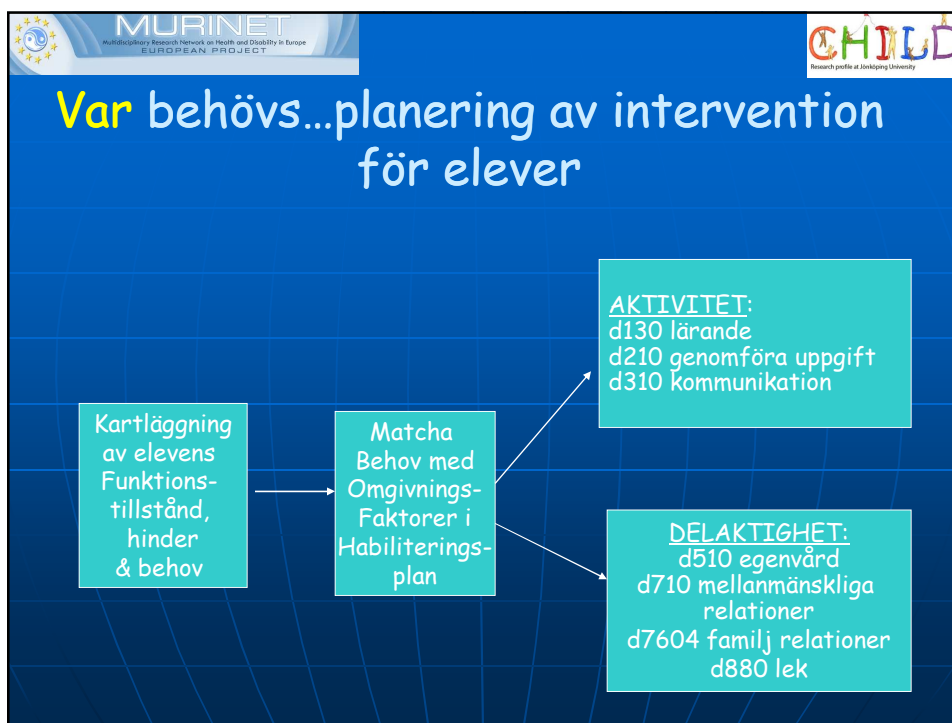 MURINET
Multidisciplinary Research Network on Health and Disability in Europe
EUROPEAN PROJECT
CHILD
Research profile at Jönköping University
Var behövs…planering av intervention
för elever
Kartläggning
av elevens
Funktions-
tillstånd,
hinder
& behov
Matcha
Behov med
Omgivnings-
Faktorer i
Habiliterings-
plan
AKTIVITET:
d130 lärande
d210 genomföra uppgift
d310 kommunikation
DELAKTIGHET:
d510 egenvård
d710 mellanmänskliga
relationer
d7604 familj relationer
d880 lek